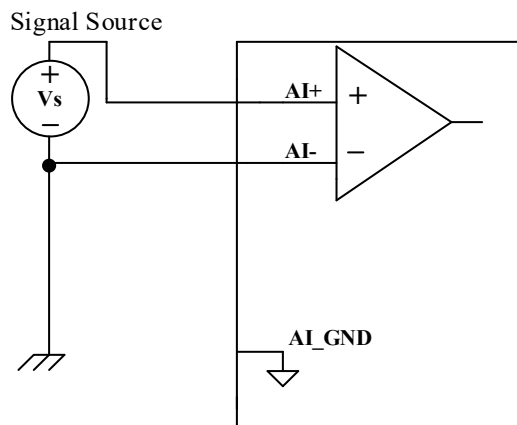 Signal Source
+
Vs
−
AI+
+
AI-
−
AI_GND